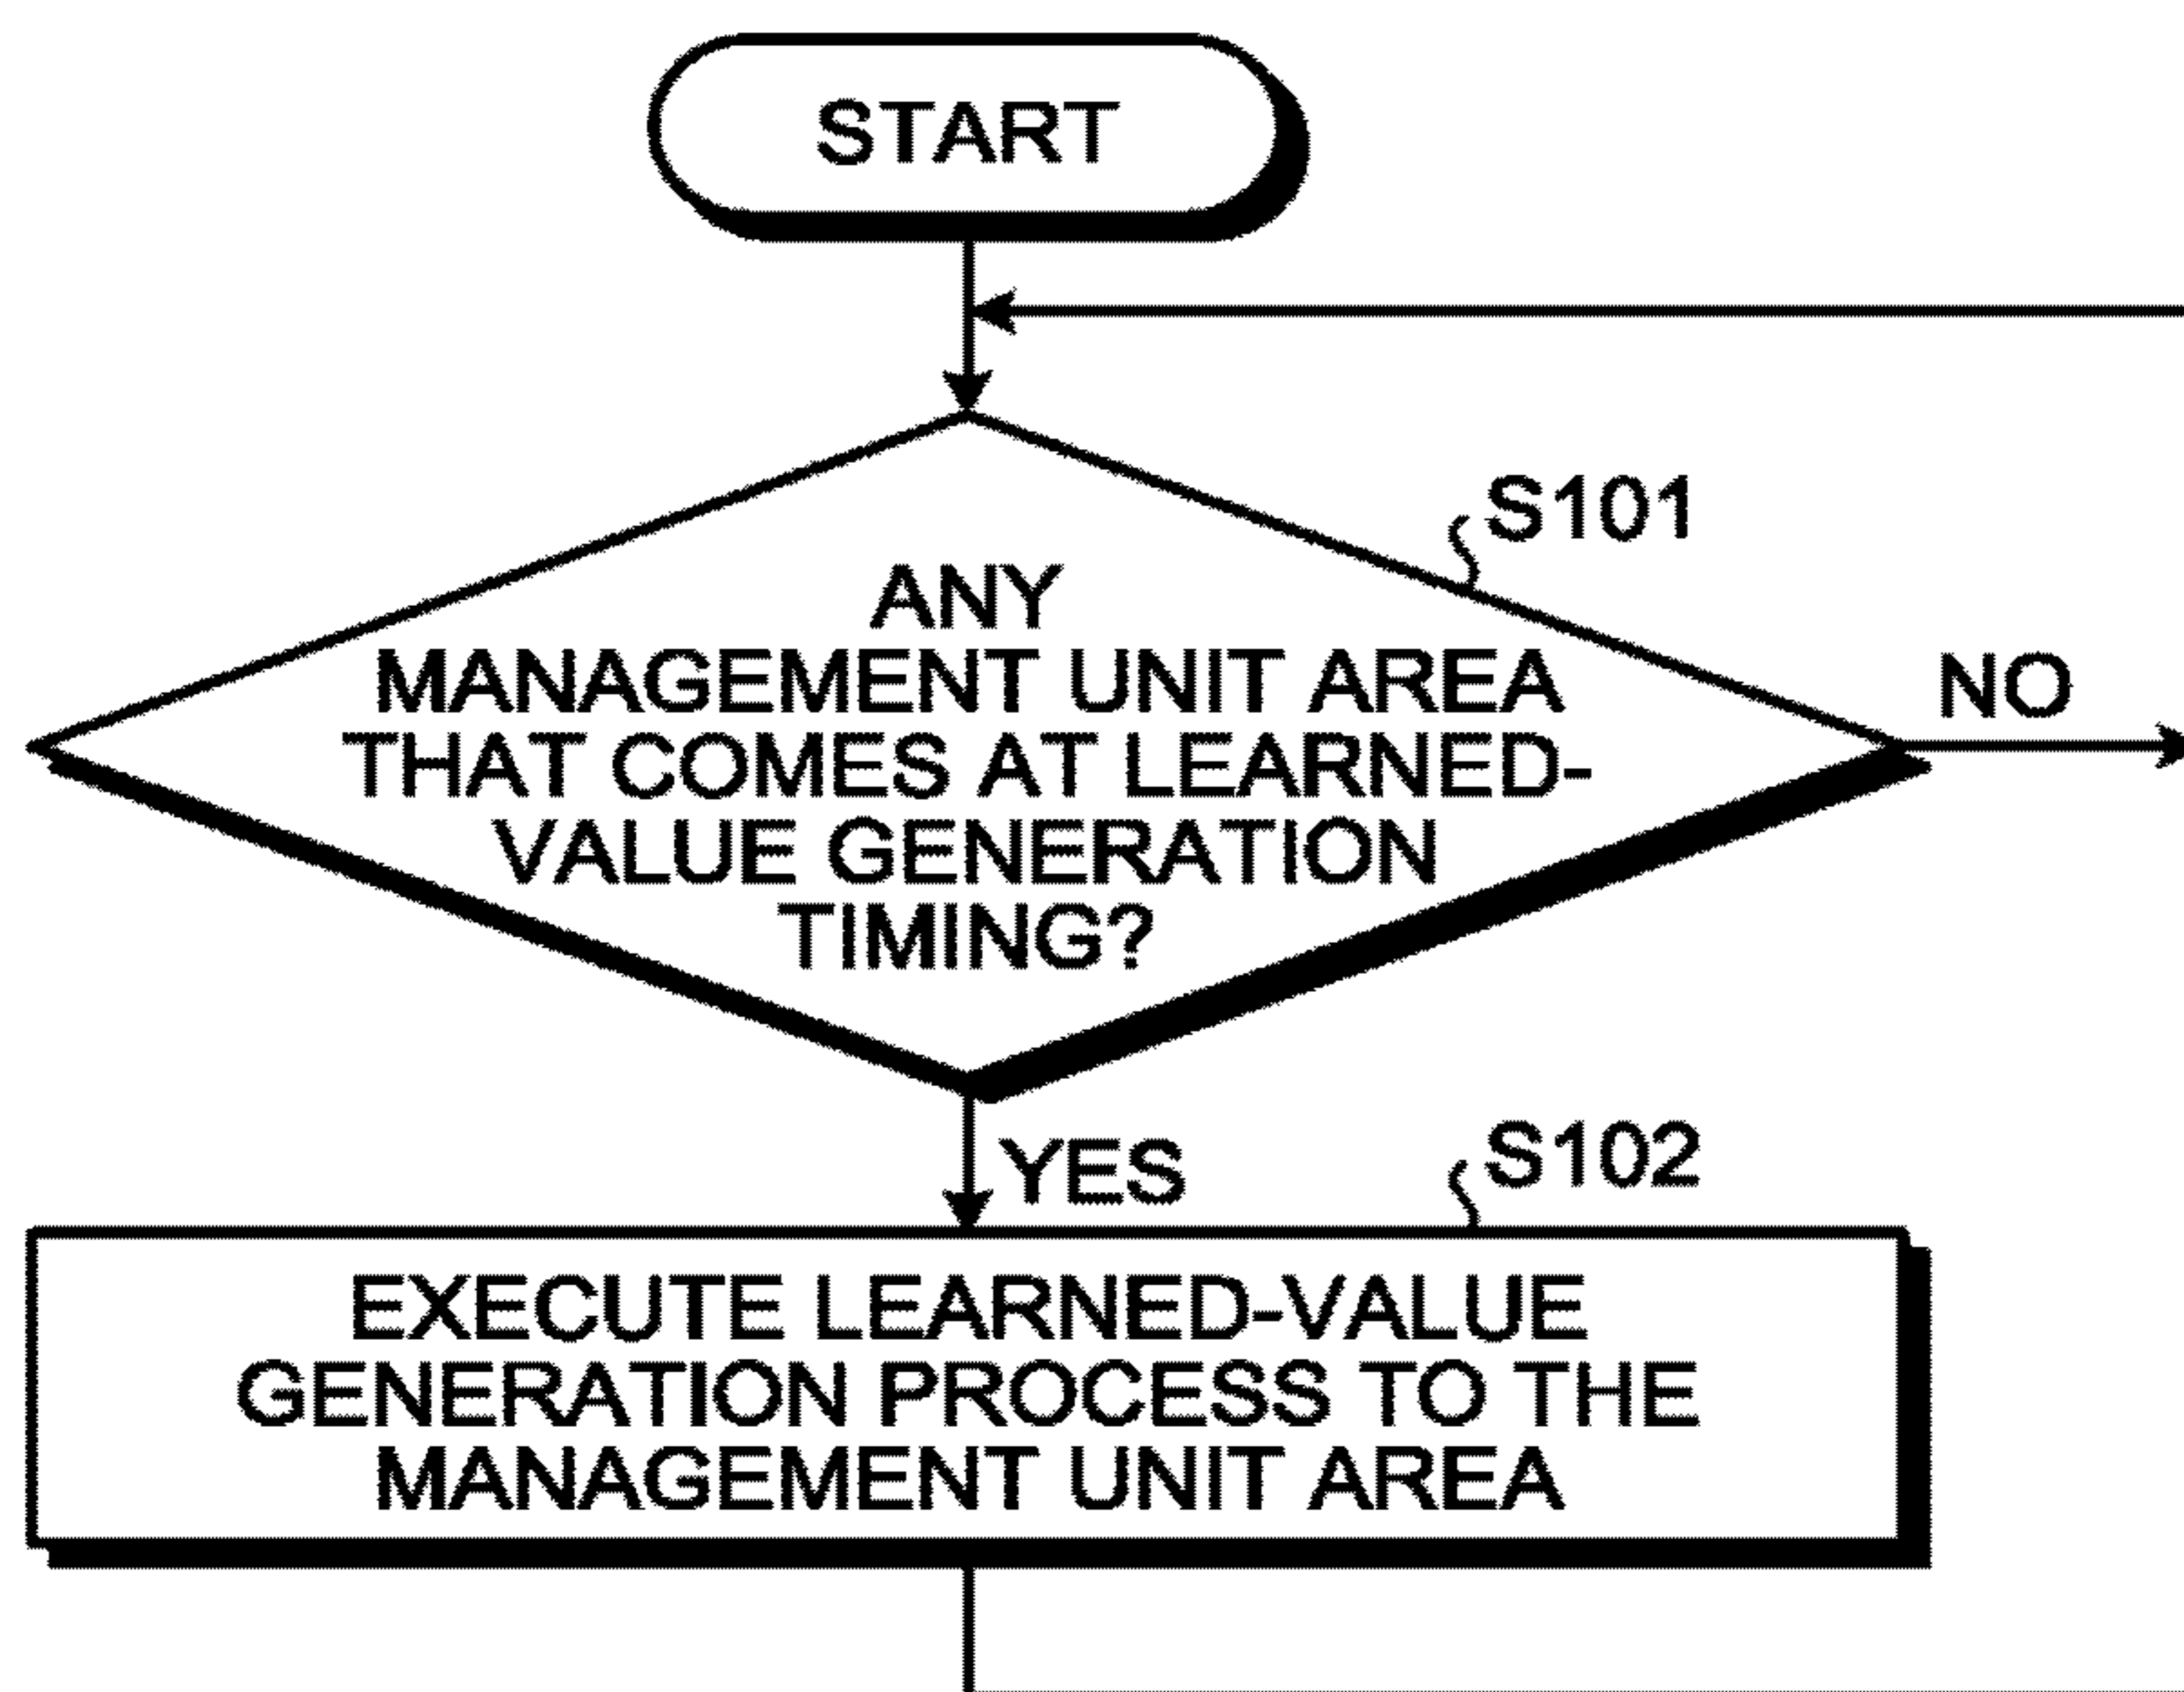 START
S101
ANY
MANAGEMENT UNIT AREA
THAT COMES AT LEARNED-
VALUE GENERATION
TIMING?
NO
YES
S102
EXECUTE LEARNED-VALUE
GENERATION PROCESS TO THE
MANAGEMENT UNIT AREA